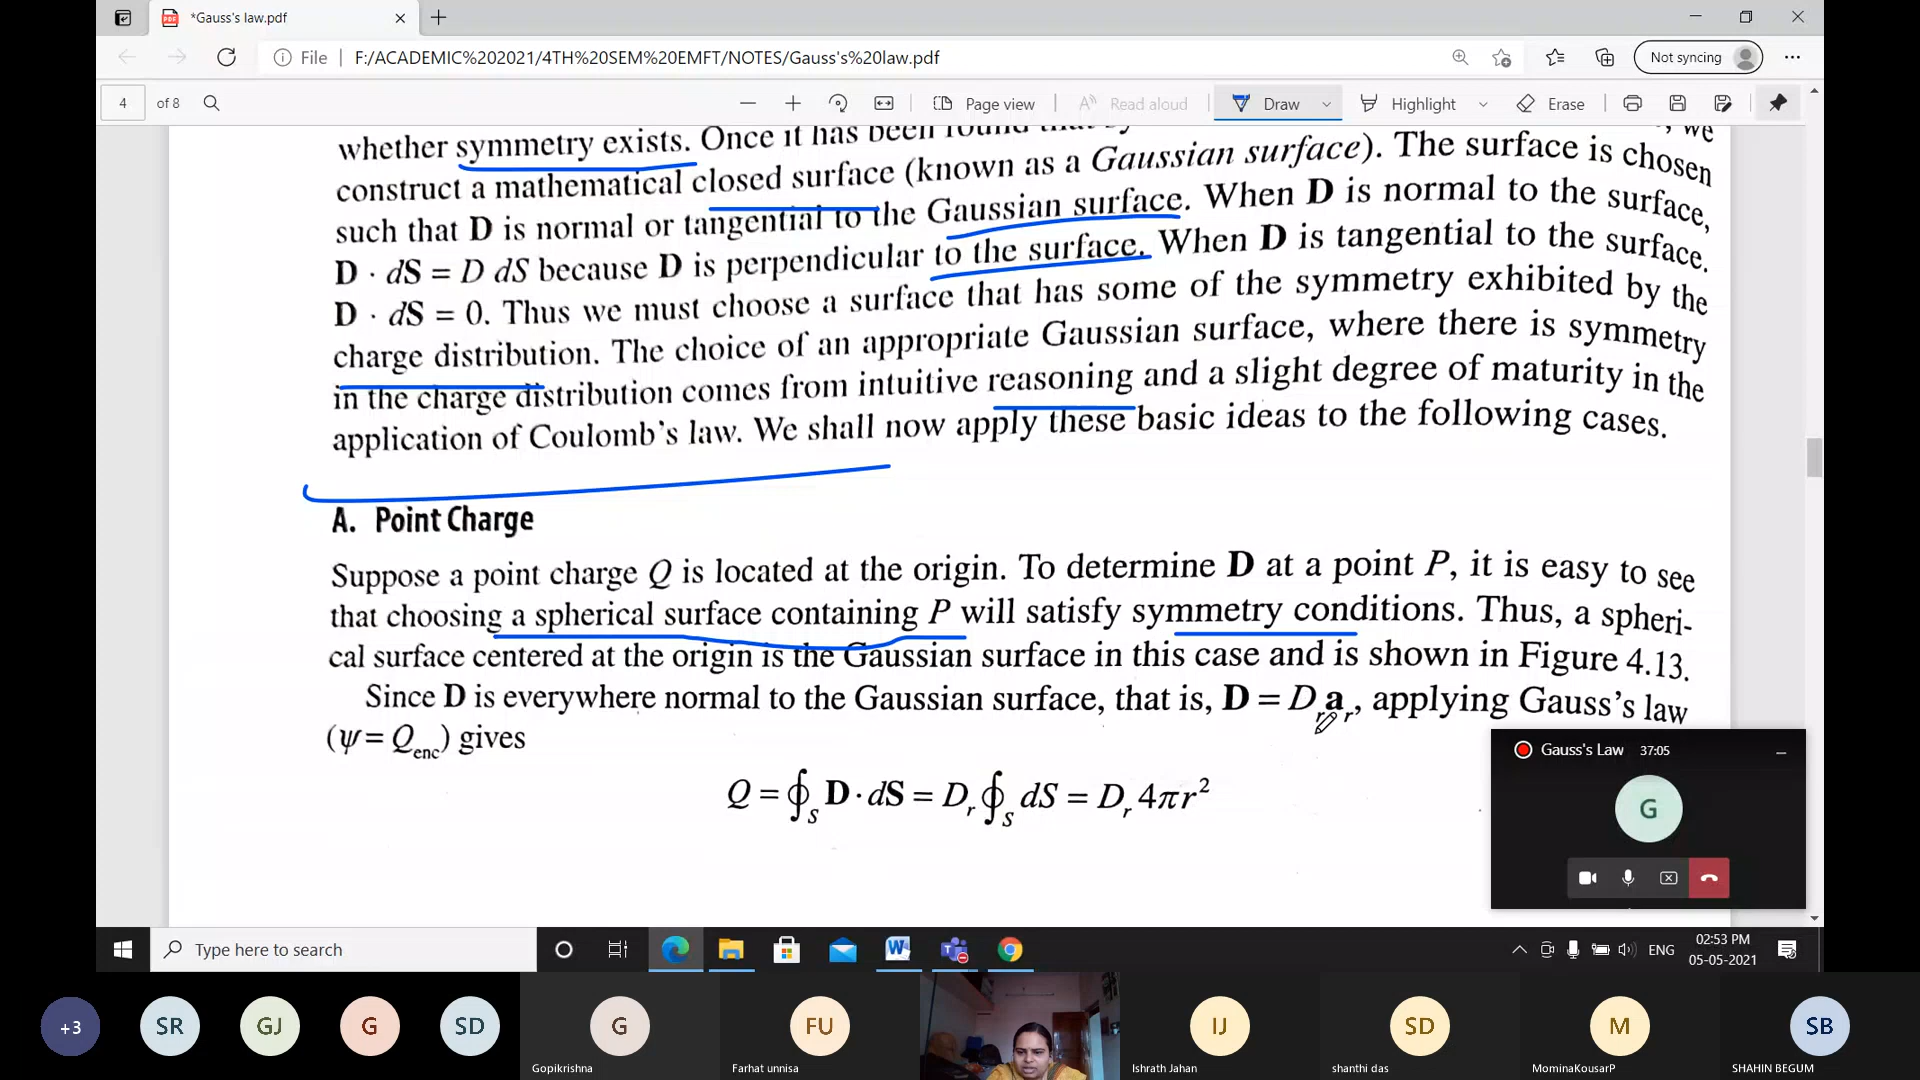 *Gauss's law.pdf
File F:/ACADEMIC%202021/4TH%20SEM%20EMFT/NOTES/Gauss's%20law.pdf Not syncing
4 of 8 Page view Read aloud Draw Highlight Erase
whether symmetry exists. Once it has been found that we
construct a mathematical closed surface (known as a Gaussian surface). The surface is chosen
such that D is normal or tangential to the Gaussian surface. When D is normal to the surface,
D · dS = D dS because D is perpendicular to the surface. When D is tangential to the surface.
D · dS = 0. Thus we must choose a surface that has some of the symmetry exhibited by the
charge distribution. The choice of an appropriate Gaussian surface, where there is symmetry
in the charge distribution comes from intuitive reasoning and a slight degree of maturity in the
application of Coulomb's law. We shall now apply these basic ideas to the following cases.
A. Point Charge
Suppose a point charge Q is located at the origin. To determine D at a point P, it is easy to see
that choosing a spherical surface containing P will satisfy symmetry conditions. Thus, a spheri-
cal surface centered at the origin is the Gaussian surface in this case and is shown in Figure 4.13.
Since D is everywhere normal to the Gaussian surface, that is, D = D_r a_r, applying Gauss's law
(ψ = Q_enc) gives
Q = ∮_S D · dS = D_r ∮_S dS = D_r 4πr²
Gauss's Law 37:05
G
Type here to search
ENG
02:53 PM
05-05-2021
+3 SR GJ G SD G FU IJ SD M SB
Gopikrishna Farhat unnisa Ishrath Jahan shanthi das MominaKousarP SHAHIN BEGUM